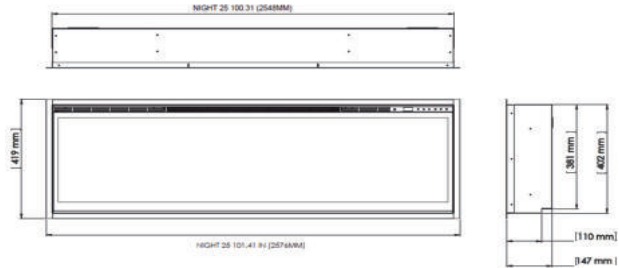 NIGHT 25 100.31 (2548MM)
[419 mm]
[381 mm]
[402 mm]
NIGHT 25 101.41 IN (2576MM)
[110 mm]
[147 mm]